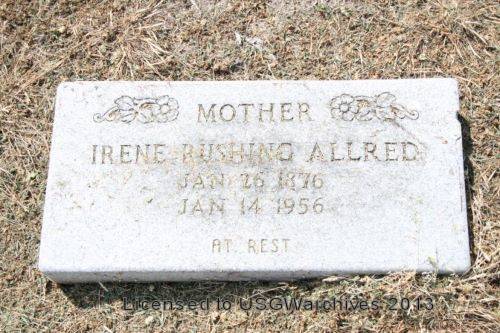 MOTHER
IRENE RUSHING ALLRED
JAN 26 1876
JAN 14 1956
AT REST
Licensed to USGWarchives 2013